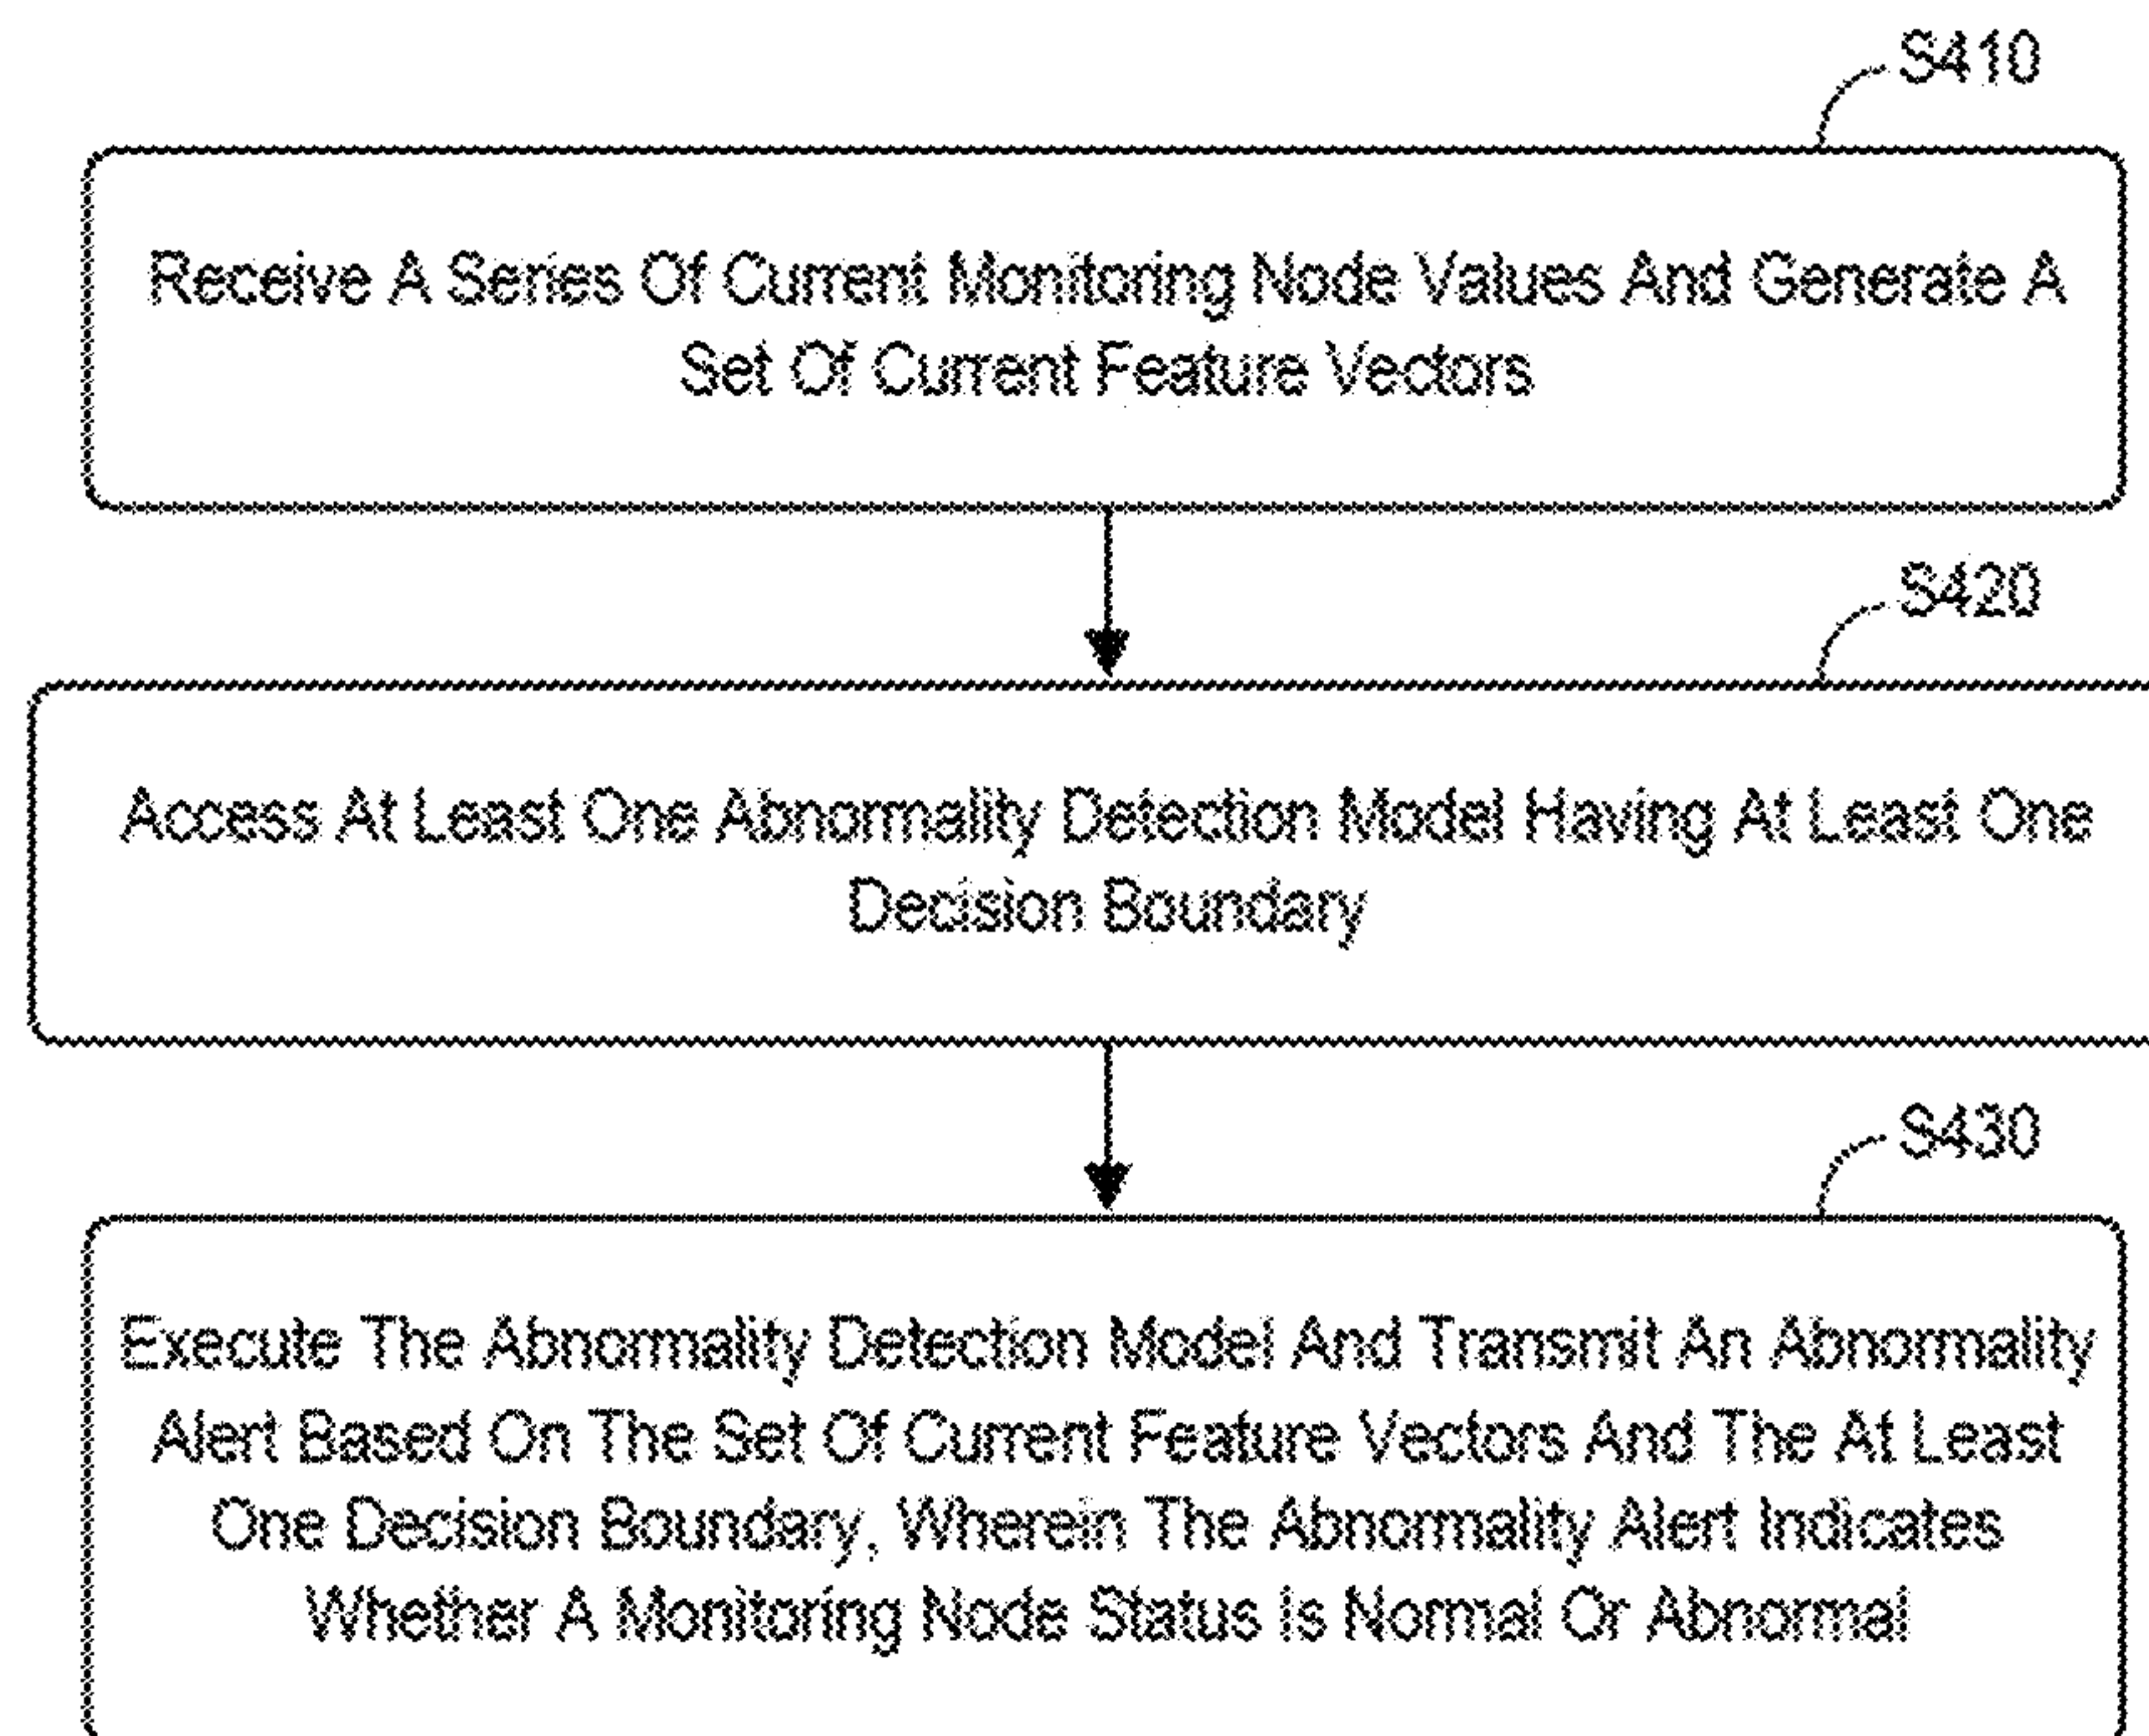 S410
Receive A Series Of Current Monitoring Node Values And Generate A
Set Of Current Feature Vectors
S420
Access At Least One Abnormality Detection Model Having At Least One
Decision Boundary
S430
Execute The Abnormality Detection Model And Transmit An Abnormality
Alert Based On The Set Of Current Feature Vectors And The At Least
One Decision Boundary, Wherein The Abnormality Alert Indicates
Whether A Monitoring Node Status Is Normal Or Abnormal